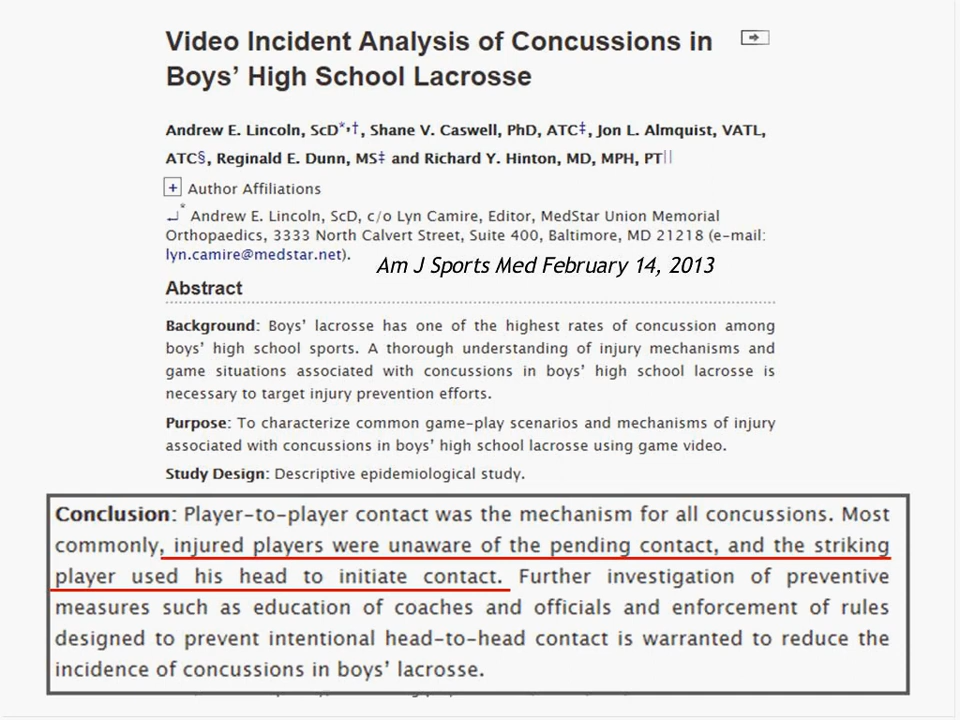 Video Incident Analysis of Concussions in
Boys’ High School Lacrosse
Andrew E. Lincoln, ScD*,†, Shane V. Caswell, PhD, ATC‡, Jon L. Almquist, VATL,
ATC§, Reginald E. Dunn, MS‡ and Richard Y. Hinton, MD, MPH, PT||
+ Author Affiliations
↵* Andrew E. Lincoln, ScD, c/o Lyn Camire, Editor, MedStar Union Memorial
Orthopaedics, 3333 North Calvert Street, Suite 400, Baltimore, MD 21218 (e-mail:
lyn.camire@medstar.net).
Am J Sports Med February 14, 2013
Abstract
Background: Boys’ lacrosse has one of the highest rates of concussion among
boys’ high school sports. A thorough understanding of injury mechanisms and
game situations associated with concussions in boys’ high school lacrosse is
necessary to target injury prevention efforts.
Purpose: To characterize common game-play scenarios and mechanisms of injury
associated with concussions in boys’ high school lacrosse using game video.
Study Design: Descriptive epidemiological study.
Conclusion: Player-to-player contact was the mechanism for all concussions. Most
commonly, injured players were unaware of the pending contact, and the striking
player used his head to initiate contact. Further investigation of preventive
measures such as education of coaches and officials and enforcement of rules
designed to prevent intentional head-to-head contact is warranted to reduce the
incidence of concussions in boys’ lacrosse.